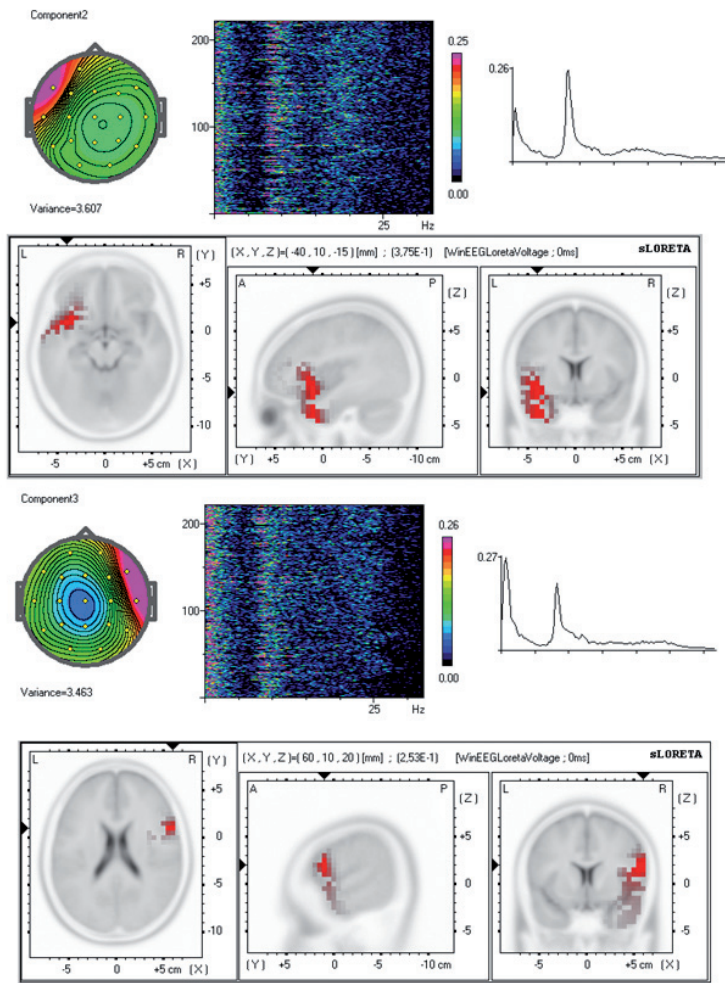 Component2
200
100
25
Hz
0.25
0.00
0.26
Variance=3.607
L R (Y)
+5
0
-5
-10
-5 0 +5 cm (X)
(X, Y, Z)=( -40 , 10 , -15 ) [mm] ; (3,75E-1) [WinEEGLoretaVoltage ; 0ms] sLORETA
A P (Z)
+5
0
-5
(Y) +5 0 -5 -10 cm
L R (Z)
+5
0
-5
-5 0 +5 cm (X)
Component3
200
100
25
Hz
0.26
0.00
0.27
Variance=3.463
L R (Y)
+5
0
-5
-10
-5 0 +5 cm (X)
(X, Y, Z)=( 60 , 10 , 20 ) [mm] ; (2,53E-1) [WinEEGLoretaVoltage ; 0ms] sLORETA
A P (Z)
+5
0
-5
(Y) +5 0 -5 -10 cm
L R (Z)
+5
0
-5
-5 0 +5 cm (X)